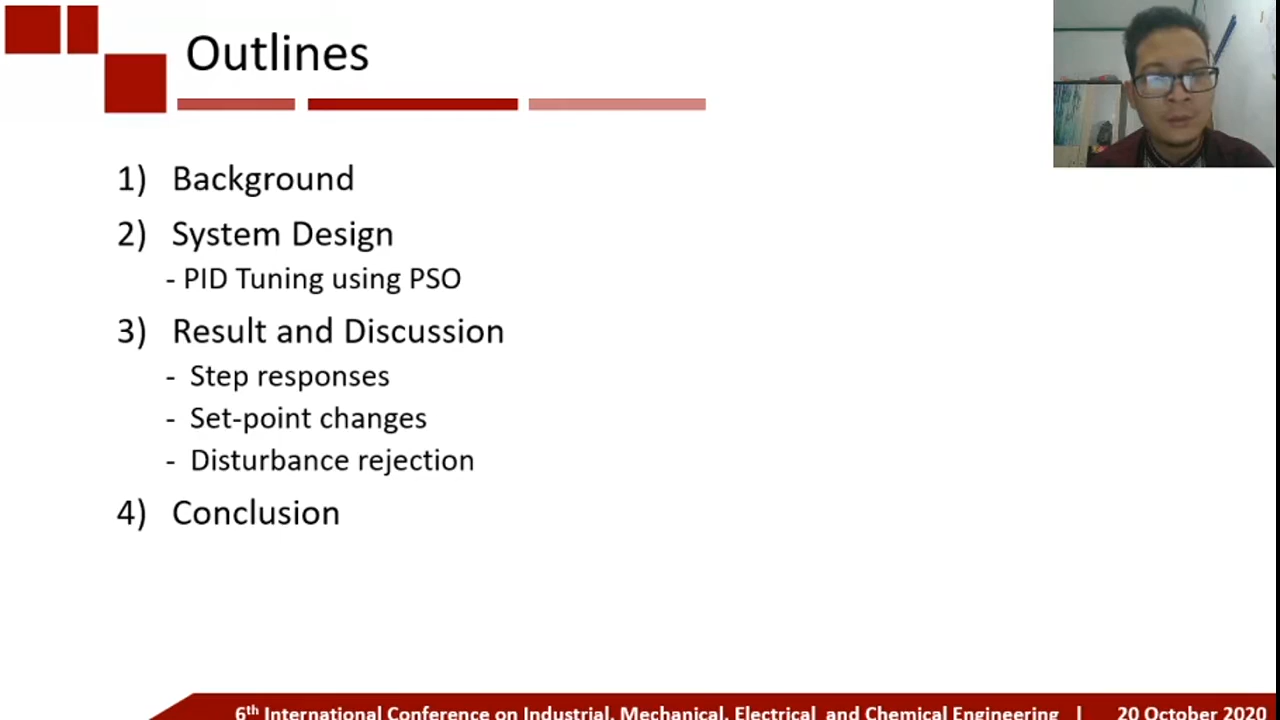 Outlines
1) Background
2) System Design
- PID Tuning using PSO
3) Result and Discussion
- Step responses
- Set-point changes
- Disturbance rejection
4) Conclusion
6th International Conference on Industrial, Mechanical, Electrical, and Chemical Engineering | 20 October 2020